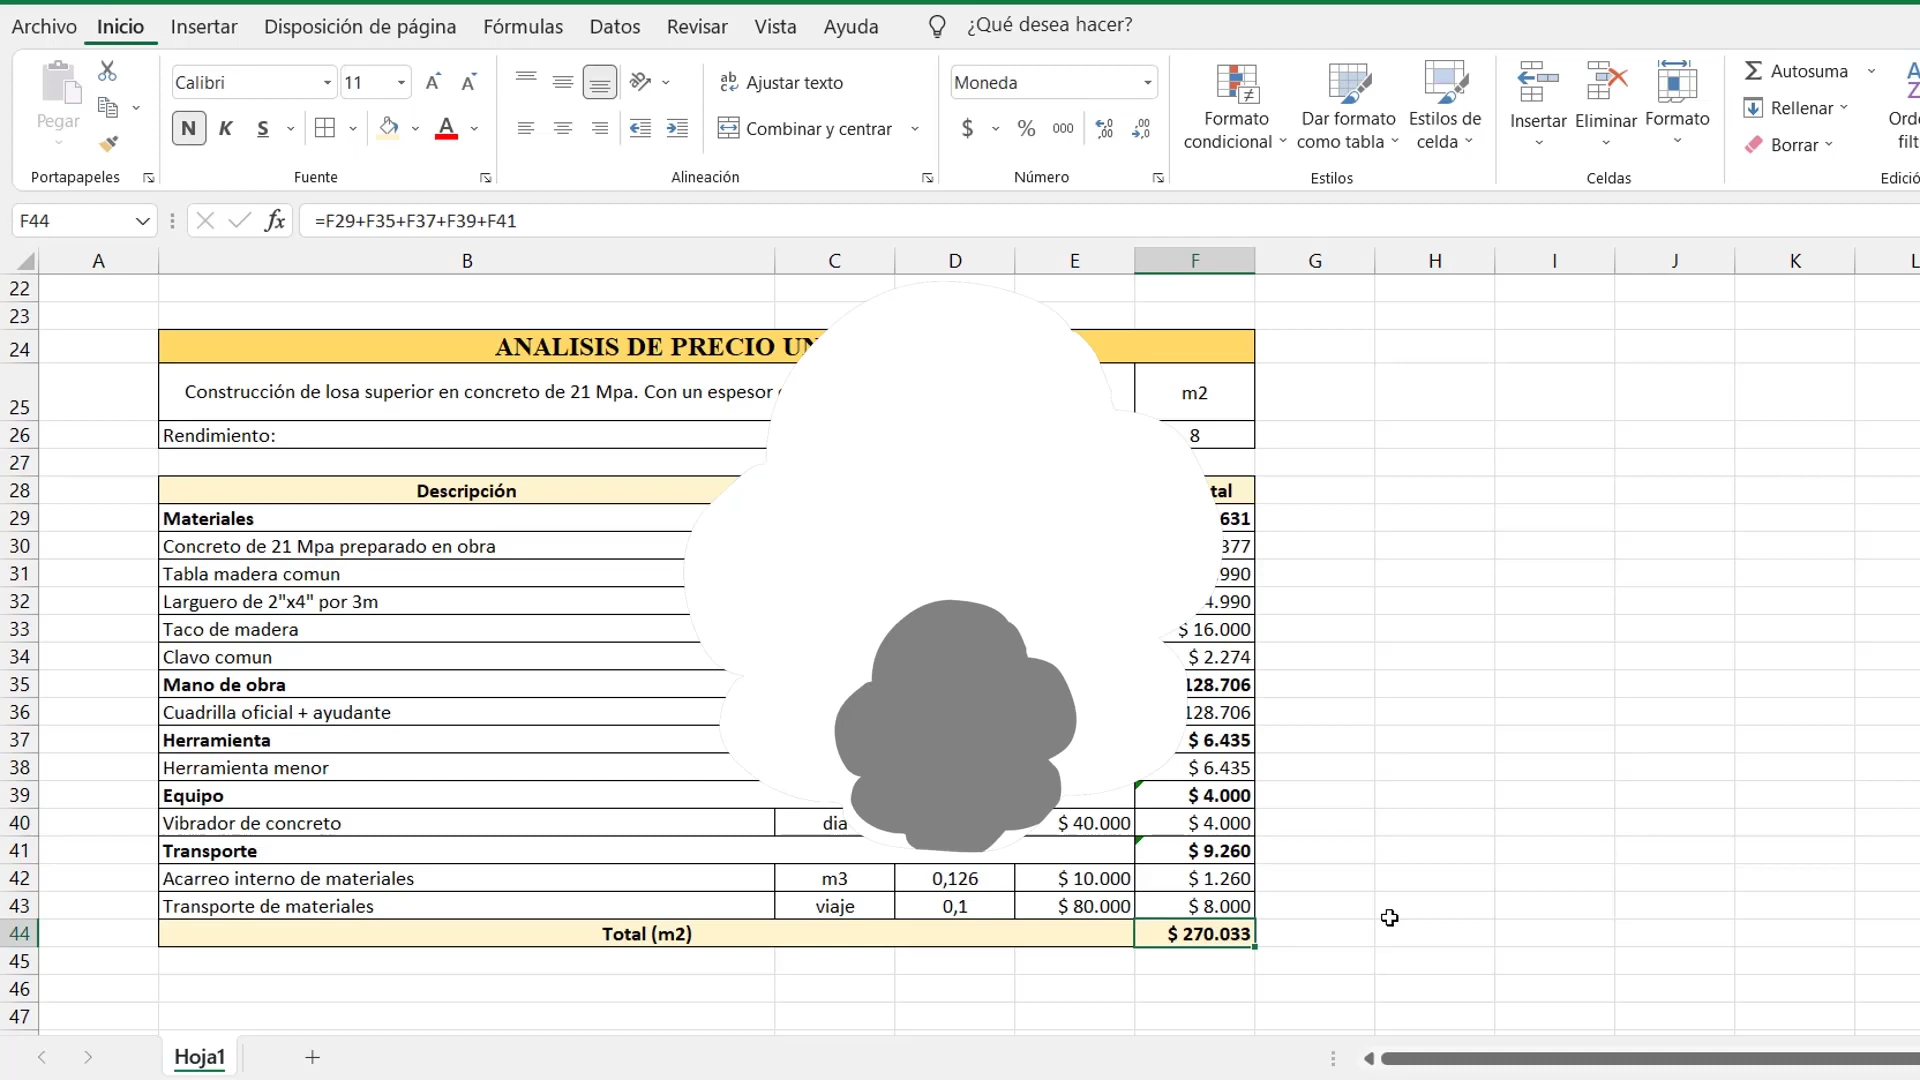 Archivo Inicio Insertar Disposición de página Fórmulas Datos Revisar Vista Ayuda ¿Qué desea hacer?
Pegar
Portapapeles
Calibri 11
N K S
Fuente
Ajustar texto
Combinar y centrar
Alineación
Moneda
$ % 000
Número
Formato condicional
Dar formato como tabla
Estilos de celda
Estilos
Insertar Eliminar Formato
Celdas
Autosuma
Rellenar
Borrar
F44 fx =F29+F35+F37+F39+F41
A B C D E F G H I J K L
22
23
24 ANALISIS DE PRECIO
25 Construcción de losa superior en concreto de 21 Mpa. Con un espesor m2
26 Rendimiento: 8
27
28 Descripción tal
29 Materiales 631
30 Concreto de 21 Mpa preparado en obra 377
31 Tabla madera comun 990
32 Larguero de 2"x4" por 3m 4.990
33 Taco de madera $ 16.000
34 Clavo comun $ 2.274
35 Mano de obra 128.706
36 Cuadrilla oficial + ayudante 128.706
37 Herramienta $ 6.435
38 Herramienta menor $ 6.435
39 Equipo $ 4.000
40 Vibrador de concreto dia $ 40.000 $ 4.000
41 Transporte $ 9.260
42 Acarreo interno de materiales m3 0,126 $ 10.000 $ 1.260
43 Transporte de materiales viaje 0,1 $ 80.000 $ 8.000
44 Total (m2) $ 270.033
45
46
47
Hoja1